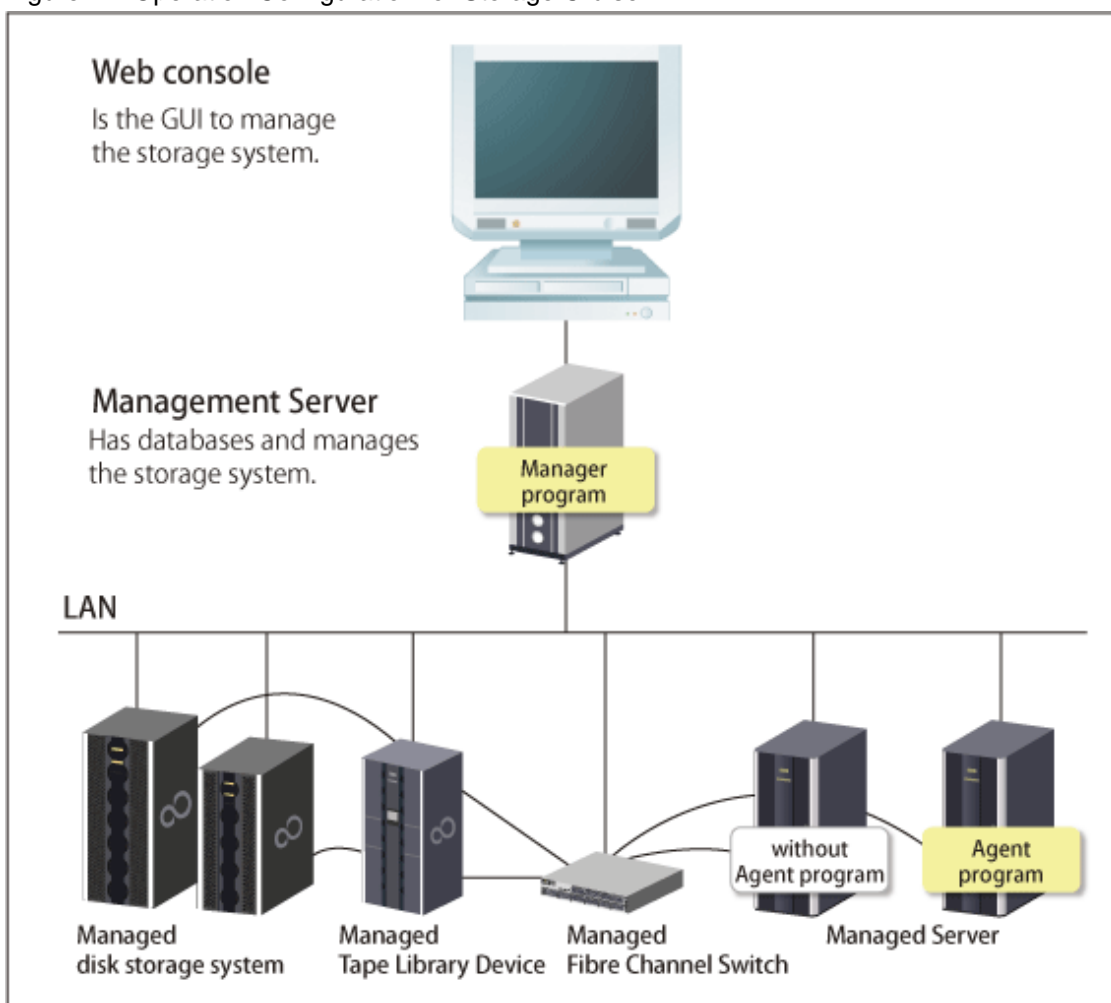 Web console
Is the GUI to manage
the storage system.
Management Server
Has databases and manages
the storage system.
Manager
program
LAN
without
Agent program
Agent
program
Managed
disk storage system
Managed
Tape Library Device
Managed
Fibre Channel Switch
Managed Server